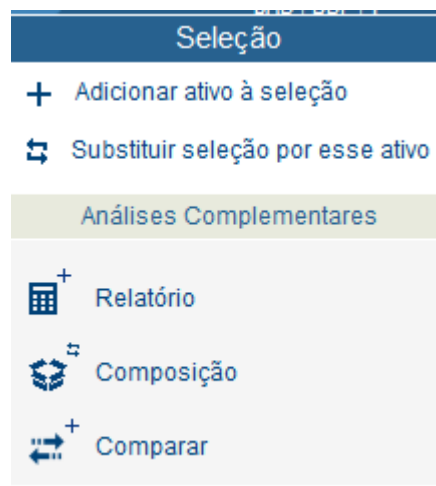 Seleção
Adicionar ativo à seleção
Substituir seleção por esse ativo
Análises Complementares
Relatório
Composição
Comparar